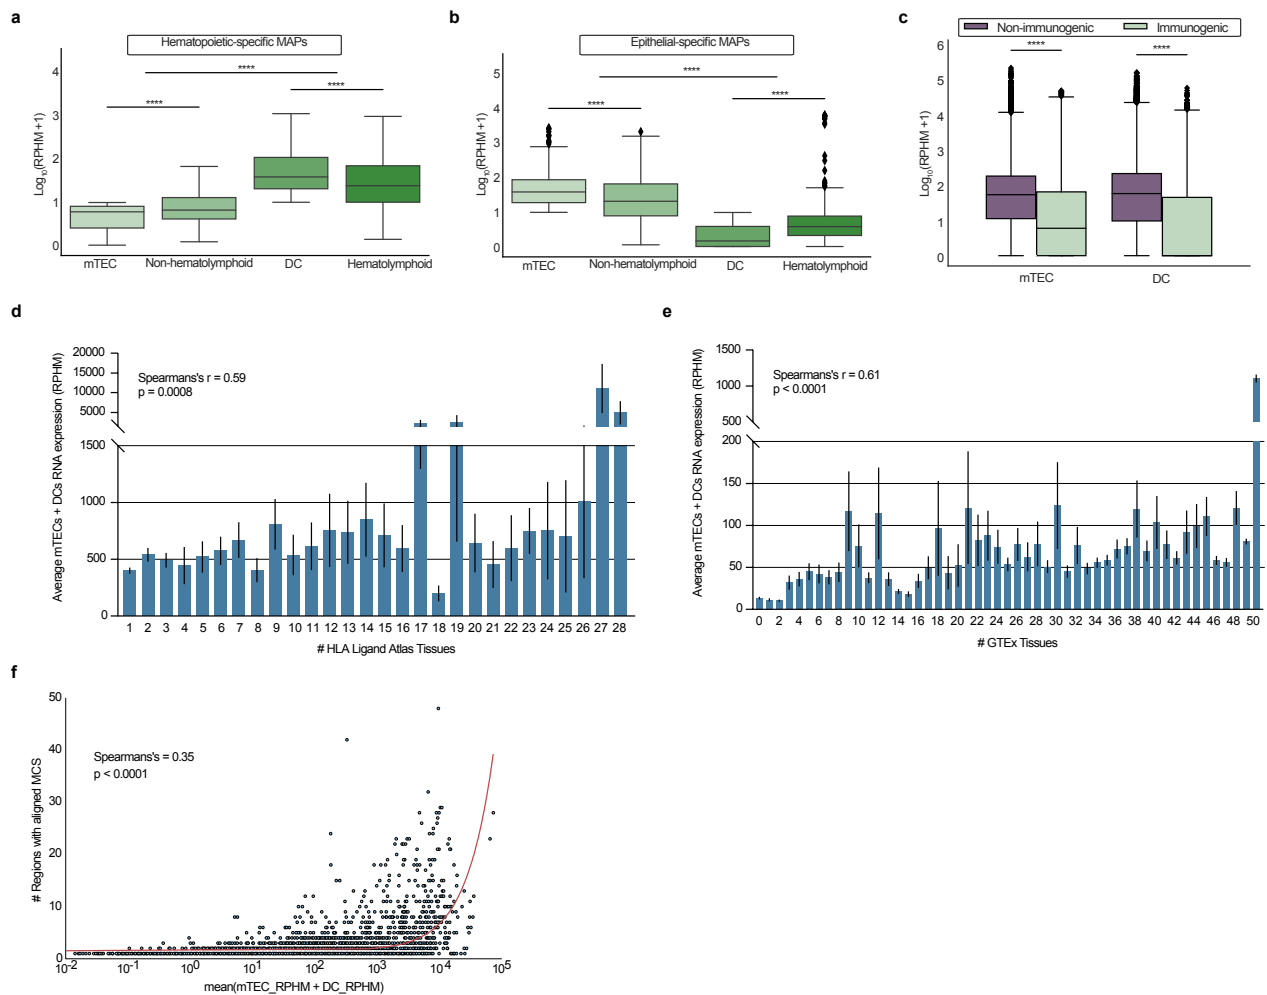 a
Hematopoietic-specific MAPs
Log10(RPHM +1)
4
3
2
1
0
****
****
****
mTEC
Non-hematolymphoid
DC
Hematolymphoid
b
Epithelial-specific MAPs
Log10(RPHM +1)
5
4
3
2
1
0
****
****
****
mTEC
Non-hematolymphoid
DC
Hematolymphoid
c
Non-immunogenic
Immunogenic
Log10(RPHM +1)
6
5
4
3
2
1
0
****
****
mTEC
DC
d
Average mTECs + DCs RNA expression (RPHM)
20000
15000
10000
5000
1500
1000
500
0
Spearmans's r = 0.59
p = 0.0008
1 2 3 4 5 6 7 8 9 10 11 12 13 14 15 16 17 18 19 20 21 22 23 24 25 26 27 28
# HLA Ligand Atlas Tissues
e
Average mTECs + DCs RNA expression (RPHM)
1500
1000
500
200
150
100
50
0
Spearmans's r = 0.61
p < 0.0001
0 2 4 6 8 10 12 14 16 18 20 22 24 26 28 30 32 34 36 38 40 42 44 46 48 50
# GTEx Tissues
f
# Regions with aligned MCS
50
40
30
20
10
0
Spearmans's = 0.35
p < 0.0001
10-2 10-1 100 101 102 103 104 105
mean(mTEC_RPHM + DC_RPHM)